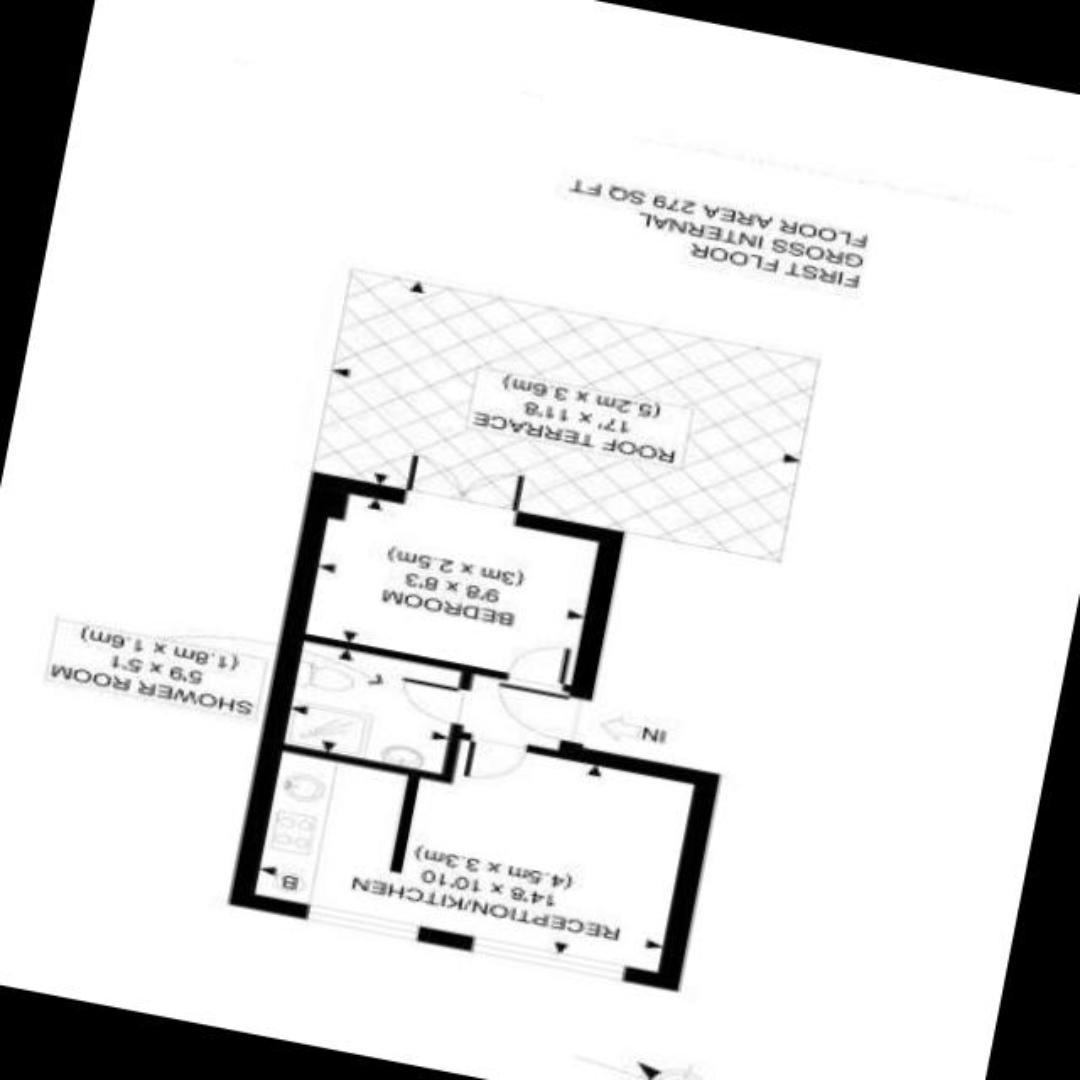 RECEPTION/KITCHEN
14'8 x 10'10
(4.5m x 3.3m)
B
IN
SHOWER ROOM
5'9 x 5'1
(1.8m x 1.6m)
BEDROOM
9'8 x 8'3
(3m x 2.5m)
ROOF TERRACE
17' x 11'8
(5.2m x 3.6m)
FIRST FLOOR
GROSS INTERNAL
FLOOR AREA 279 SQ FT